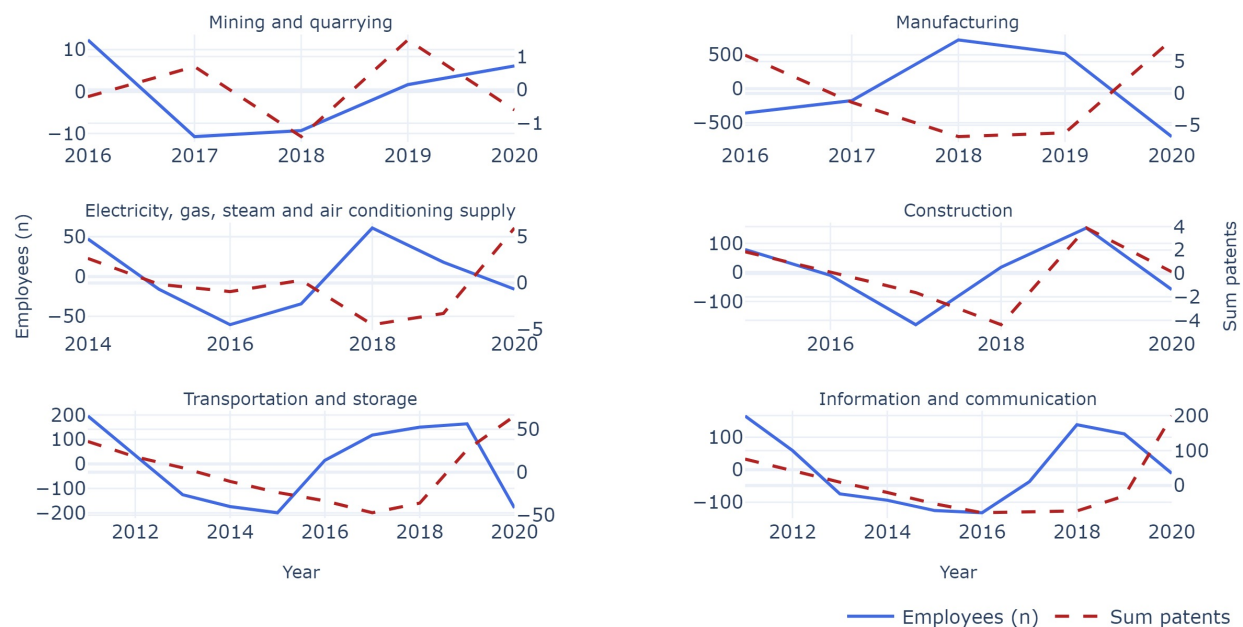 Mining and quarrying
Manufacturing
10
0
−10
1
0
−1
2016 2017 2018 2019 2020
500
0
−500
5
0
−5
2016 2017 2018 2019 2020
Electricity, gas, steam and air conditioning supply
Construction
Employees (n)
50
0
−50
5
0
−5
2014 2016 2018 2020
100
0
−100
4
2
0
−2
−4
2016 2018 2020
Sum patents
Transportation and storage
Information and communication
200
100
0
−100
−200
50
0
−50
2012 2014 2016 2018 2020
100
0
−100
200
100
0
2012 2014 2016 2018 2020
Year
Year
Employees (n) Sum patents